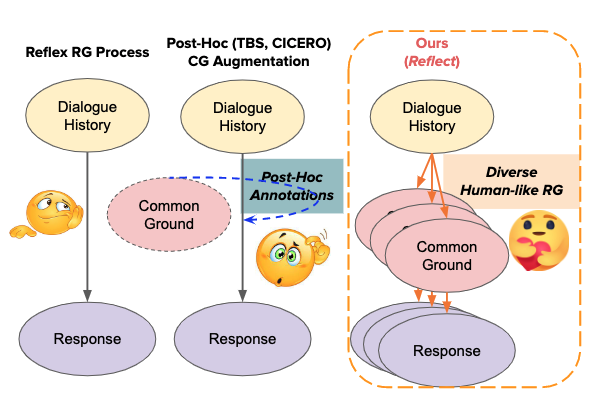 Reflex RG Process
Dialogue
History
Response
Post-Hoc (TBS, CICERO)
CG Augmentation
Dialogue
History
Post-Hoc
Annotations
Common
Ground
Response
Ours
(Reflect)
Dialogue
History
Diverse
Human-like RG
Common
Ground
Response